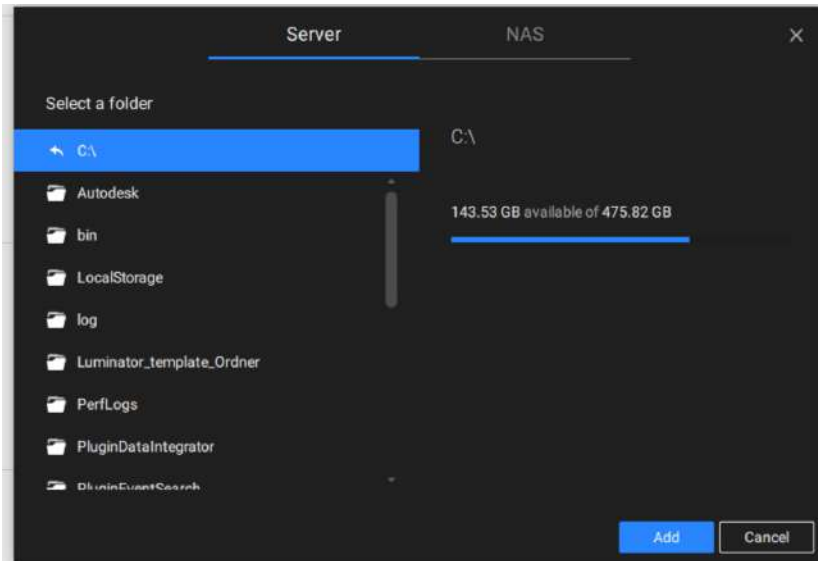 Server
NAS
Select a folder
C:\
Autodesk
bin
LocalStorage
log
Luminator_template_Ordner
PerfLogs
PluginDataIntegrator
PluginEventSearch
C:\
143.53 GB available of 475.82 GB
Add
Cancel